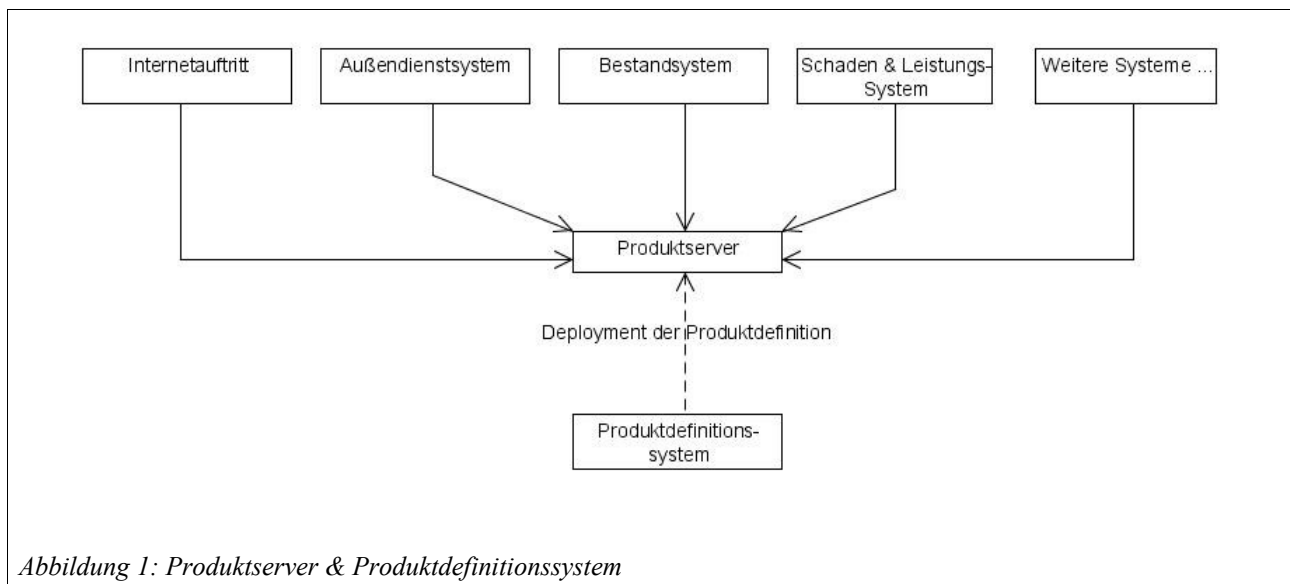 Internetauftritt
Außendienstsystem
Bestandsystem
Schaden & Leistungs-
System
Weitere Systeme ...
Produktserver
Deployment der Produktdefinition
Produktdefinitions-
system
Abbildung 1: Produktserver & Produktdefinitionssystem